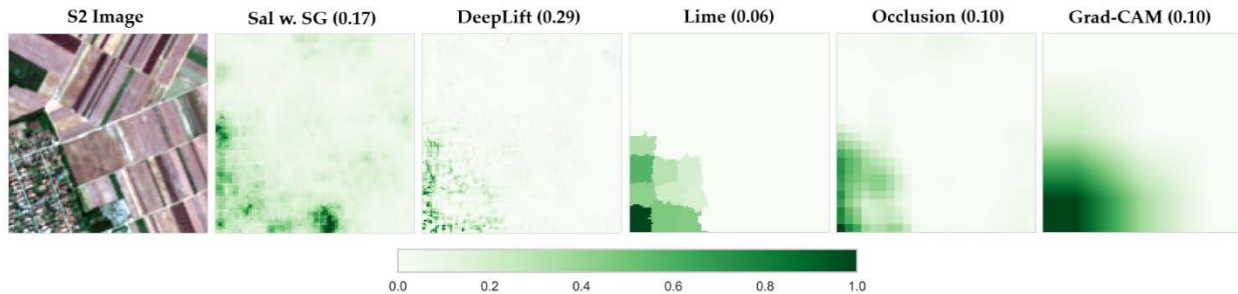 S2 Image Sal w. SG (0.17) DeepLift (0.29) Lime (0.06) Occlusion (0.10) Grad-CAM (0.10)
0.0 0.2 0.4 0.6 0.8 1.0